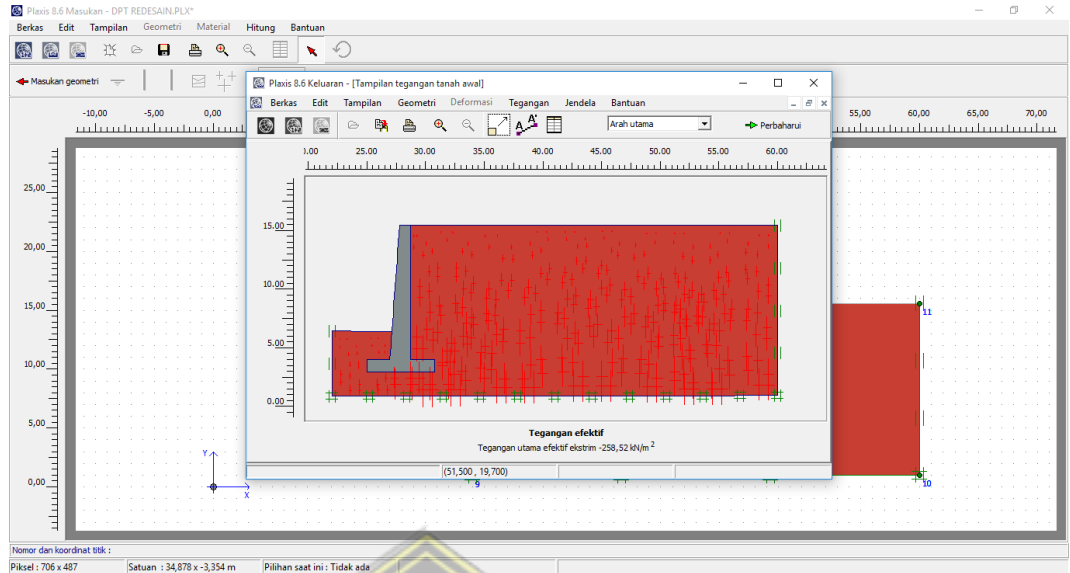 Plaxis 8.6 Masukan - DPT REDESAIN.PLX*
Berkas Edit Tampilan Geometri Material Hitung Bantuan
Masukan geometri
Plaxis 8.6 Keluaran - [Tampilan tegangan tanah awal]
Berkas Edit Tampilan Geometri Deformasi Tegangan Jendela Bantuan
Arah utama
Perbaharui
-10,00 -5,00 0,00 55,00 60,00 65,00 70,00
25.00 30.00 35.00 40.00 45.00 50.00 55.00 60.00
25,00
20,00
15,00
10,00
5,00
0,00
15.00
10.00
5.00
0.00
11
10
9
Y
X
Tegangan efektif
Tegangan utama efektif ekstrim -258,52 kN/m 2
(51,500 , 19,700)
Nomor dan koordinat titik :
Piksel : 706 x 487 Satuan : 34,878 x -3,354 m Pilihan saat ini : Tidak ada